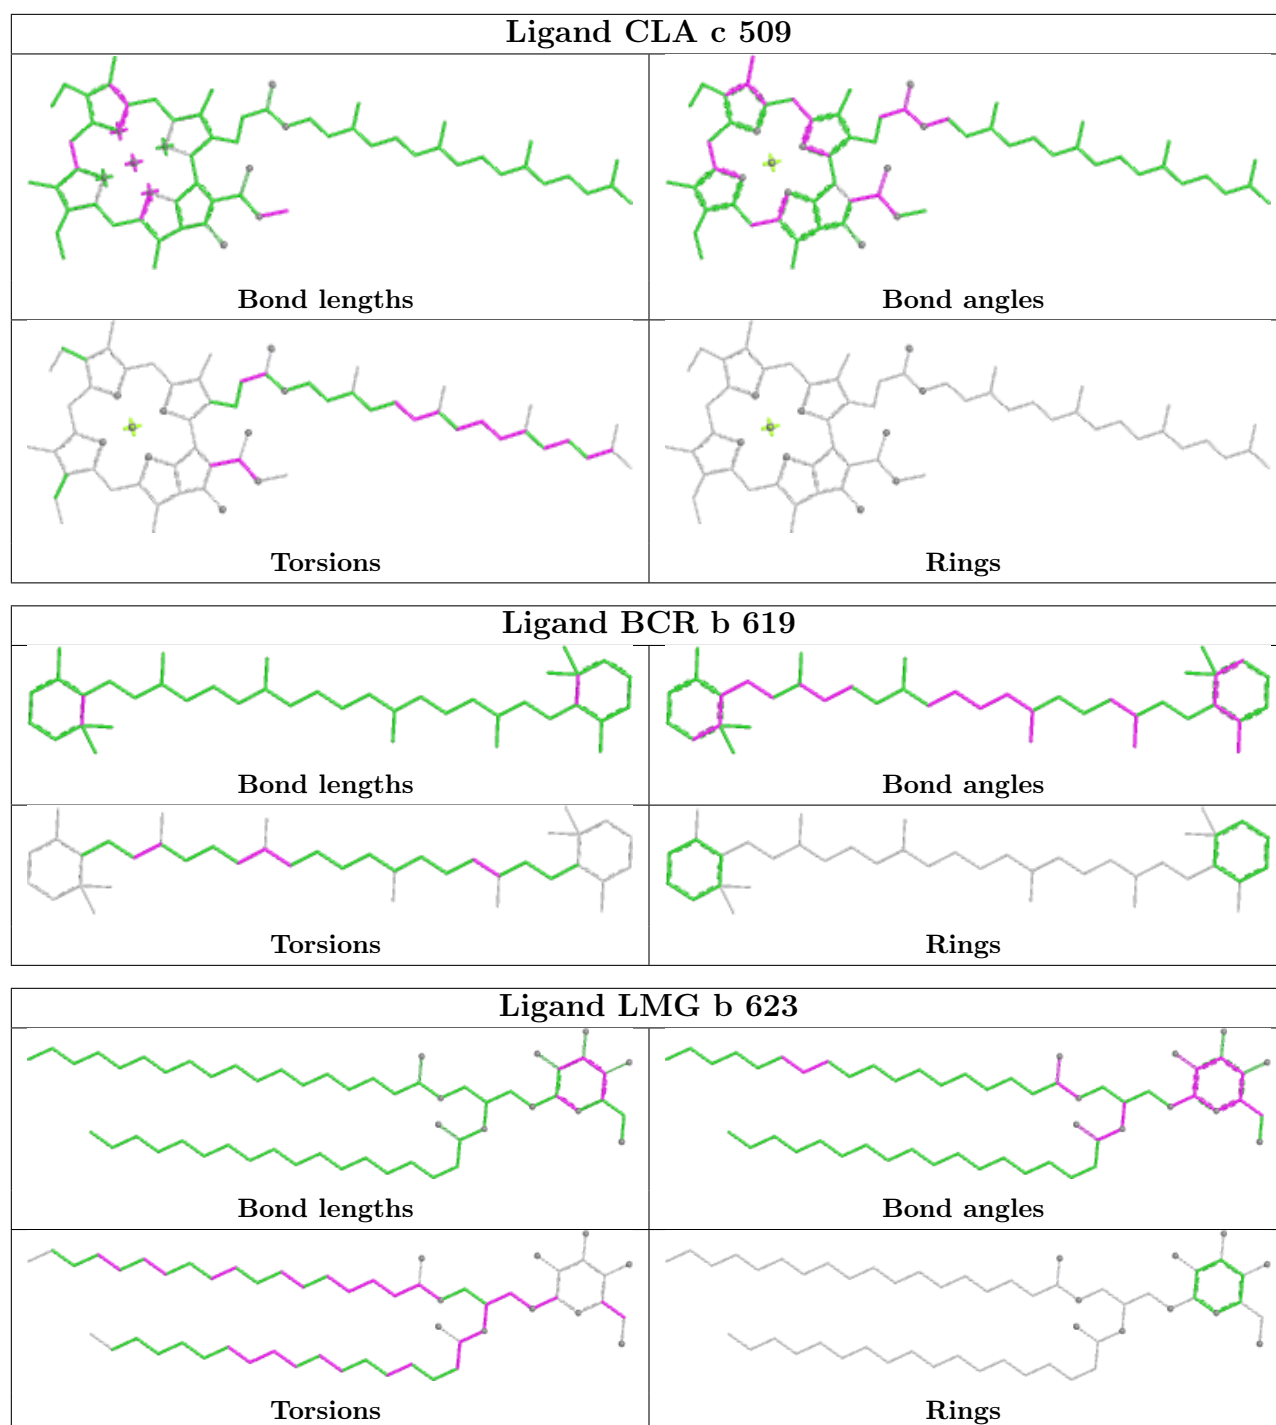 Ligand CLA c 509
Bond lengths
Bond angles
Torsions
Rings
Ligand BCR b 619
Bond lengths
Bond angles
Torsions
Rings
Ligand LMG b 623
Bond lengths
Bond angles
Torsions
Rings